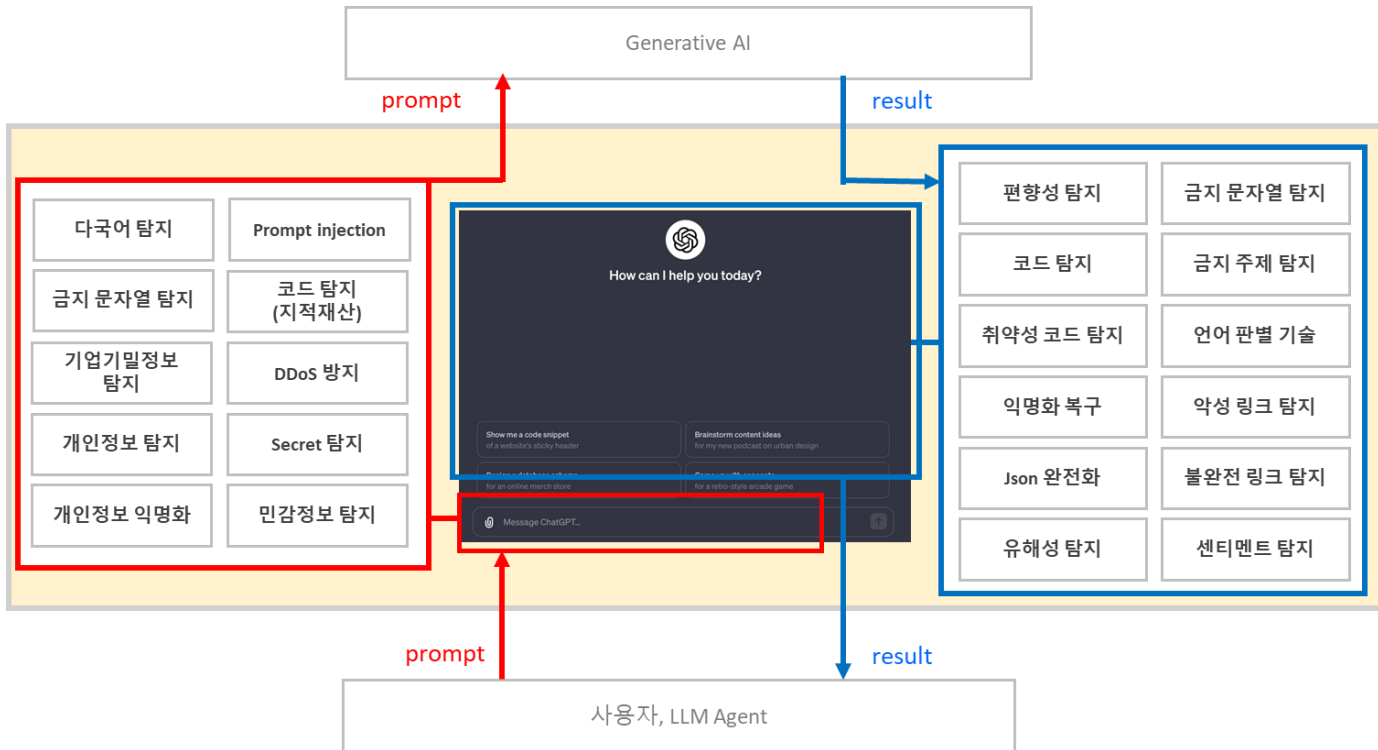 Generative AI
prompt
result
다국어 탐지
Prompt injection
금지 문자열 탐지
코드 탐지
(지적재산)
기업기밀정보
탐지
DDoS 방지
개인정보 탐지
Secret 탐지
개인정보 익명화
민감정보 탐지
How can I help you today?
Show me a code snippet
of a website's sticky header
Brainstorm content ideas
for my new podcast on urban design
for an online merch store
for a retro-style arcade game
Message ChatGPT...
편향성 탐지
금지 문자열 탐지
코드 탐지
금지 주제 탐지
취약성 코드 탐지
언어 판별 기술
익명화 복구
악성 링크 탐지
Json 완전화
불완전 링크 탐지
유해성 탐지
센티멘트 탐지
prompt
result
사용자, LLM Agent